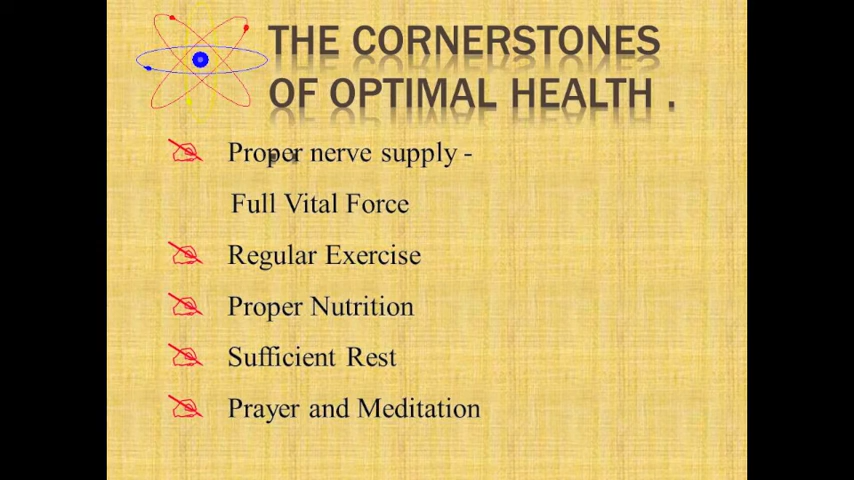 THE CORNERSTONES
OF OPTIMAL HEALTH .
Proper nerve supply -
Full Vital Force
Regular Exercise
Proper Nutrition
Sufficient Rest
Prayer and Meditation